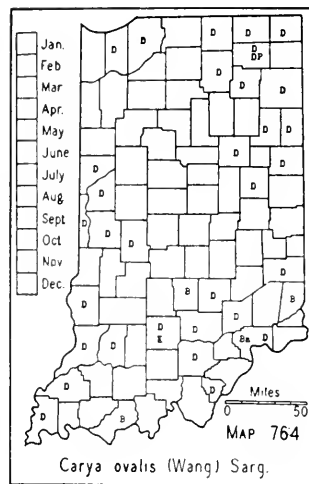 Jan.
Feb
Mar
Apr.
May
June
July
Aug
Sept
Oct
Nov
Dec.
D D D D D
D
DP
D D D
D D
D D
D
D D
D
D D
D
B D B
D D
D
E D Ba D
D D D
D D
D B
Miles
0 50
MAP 764
Carya ovalis (Wang) Sarg.